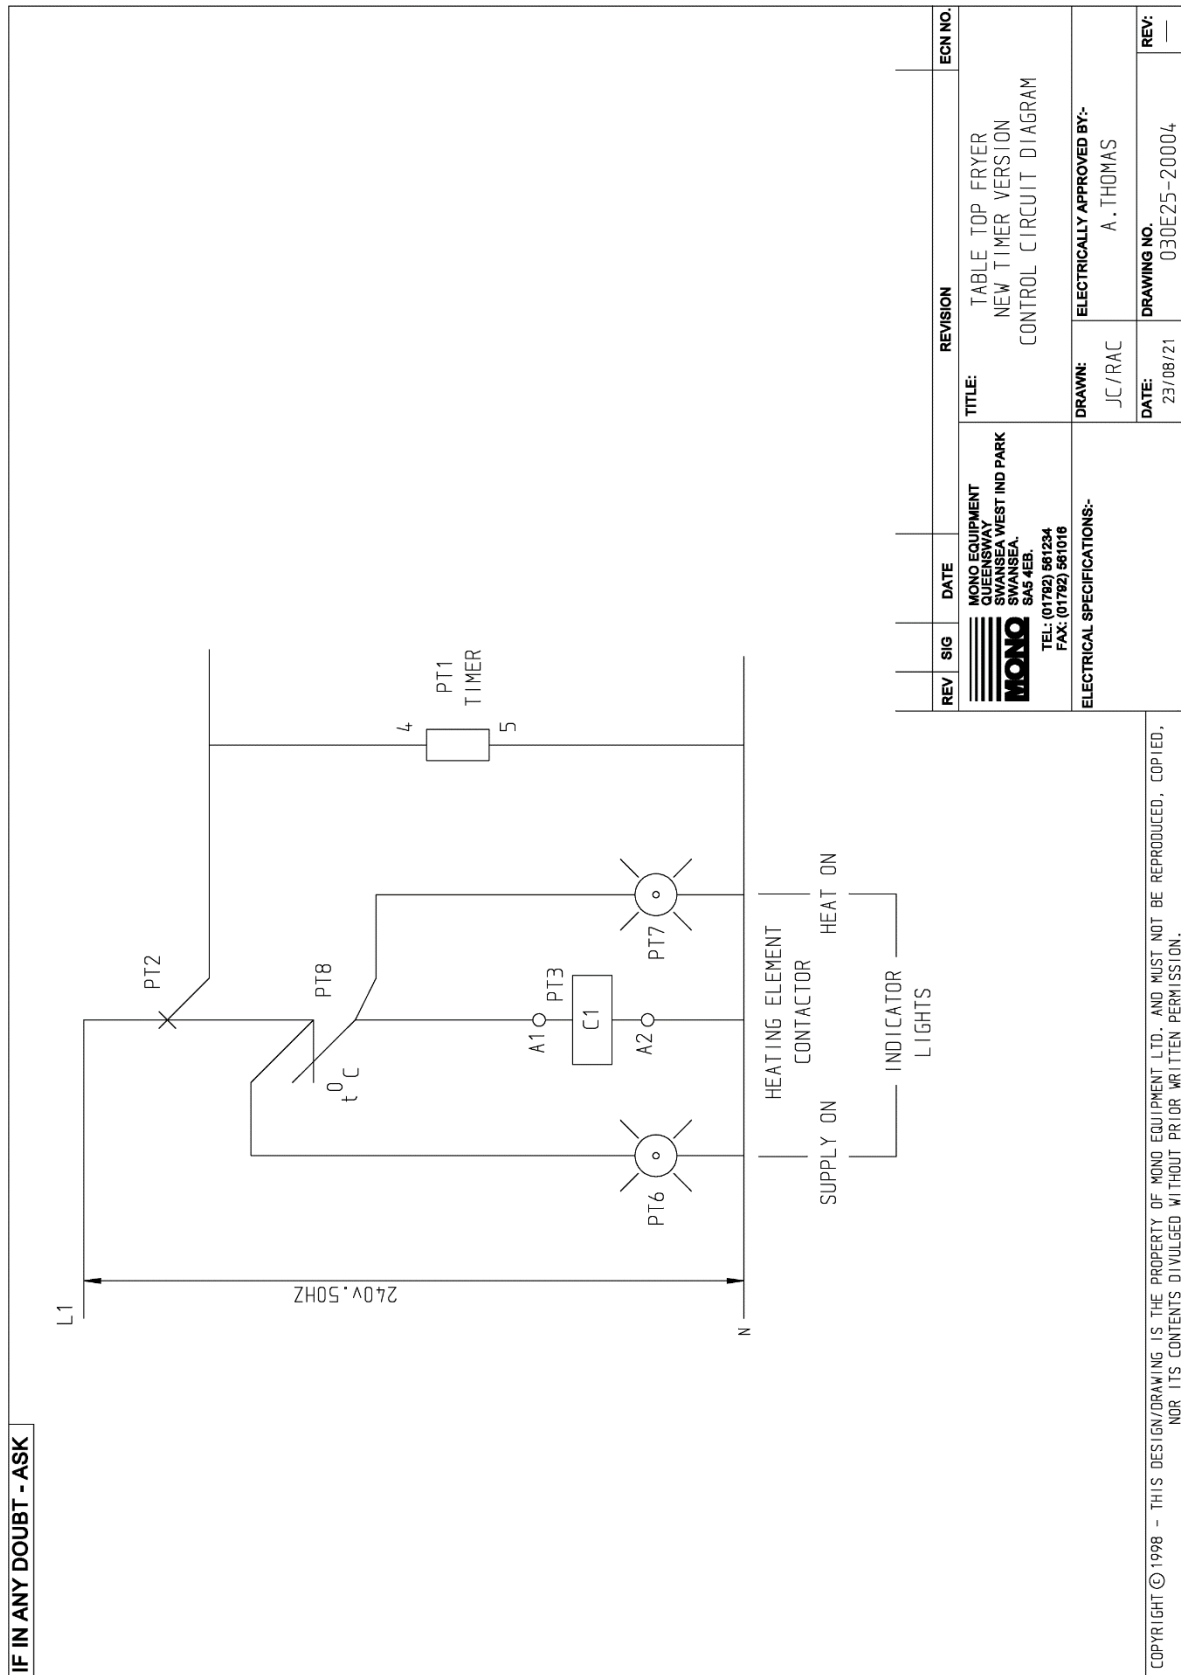 IF IN ANY DOUBT - ASK
L1
240v.50HZ
N
PT2
PT8
t⁰C
PT6
A1
PT3
C1
A2
PT7
4
5
PT1
TIMER
HEATING ELEMENT
CONTACTOR
SUPPLY ON
HEAT ON
INDICATOR
LIGHTS
REV SIG DATE REVISION ECN NO.
MONO
MONO EQUIPMENT
QUEENSWAY
SWANSEA WEST IND PARK
SWANSEA.
SA5 4EB.
TEL: (01792) 561234
FAX: (01792) 561016
TITLE:
TABLE TOP FRYER
NEW TIMER VERSION
CONTROL CIRCUIT DIAGRAM
ELECTRICAL SPECIFICATIONS:-
DRAWN:
JC/RAC
ELECTRICALLY APPROVED BY:-
A.THOMAS
DATE:
23/08/21
DRAWING NO.
030E25-20004
REV:
—
COPYRIGHT © 1998 - THIS DESIGN/DRAWING IS THE PROPERTY OF MONO EQUIPMENT LTD. AND MUST NOT BE REPRODUCED, COPIED,
NOR ITS CONTENTS DIVULGED WITHOUT PRIOR WRITTEN PERMISSION.